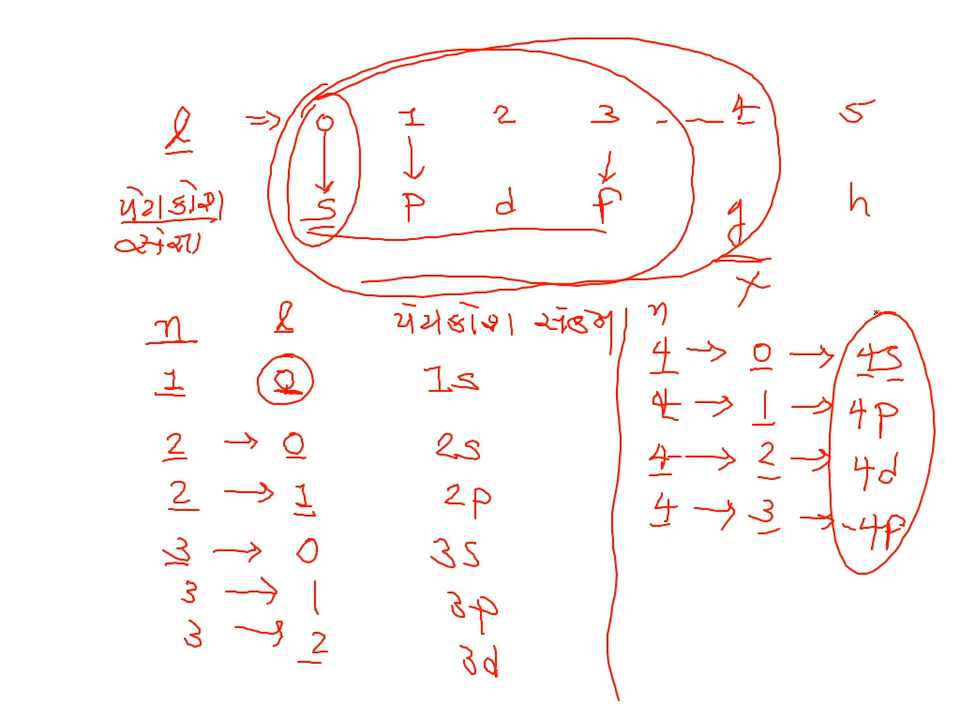 l => 0 1 2 3 - - 4 5
પેટાકોશ s p d f g h
સંજ્ઞા x
n l પેટાકોશ સંકેત n
1 0 1s 4 → 0 → 4s
2 → 0 2s 4 → 1 → 4p
2 → 1 2p 4 → 2 → 4d
3 → 0 3s 4 → 3 → 4f
3 → 1 3p
3 → 2 3d